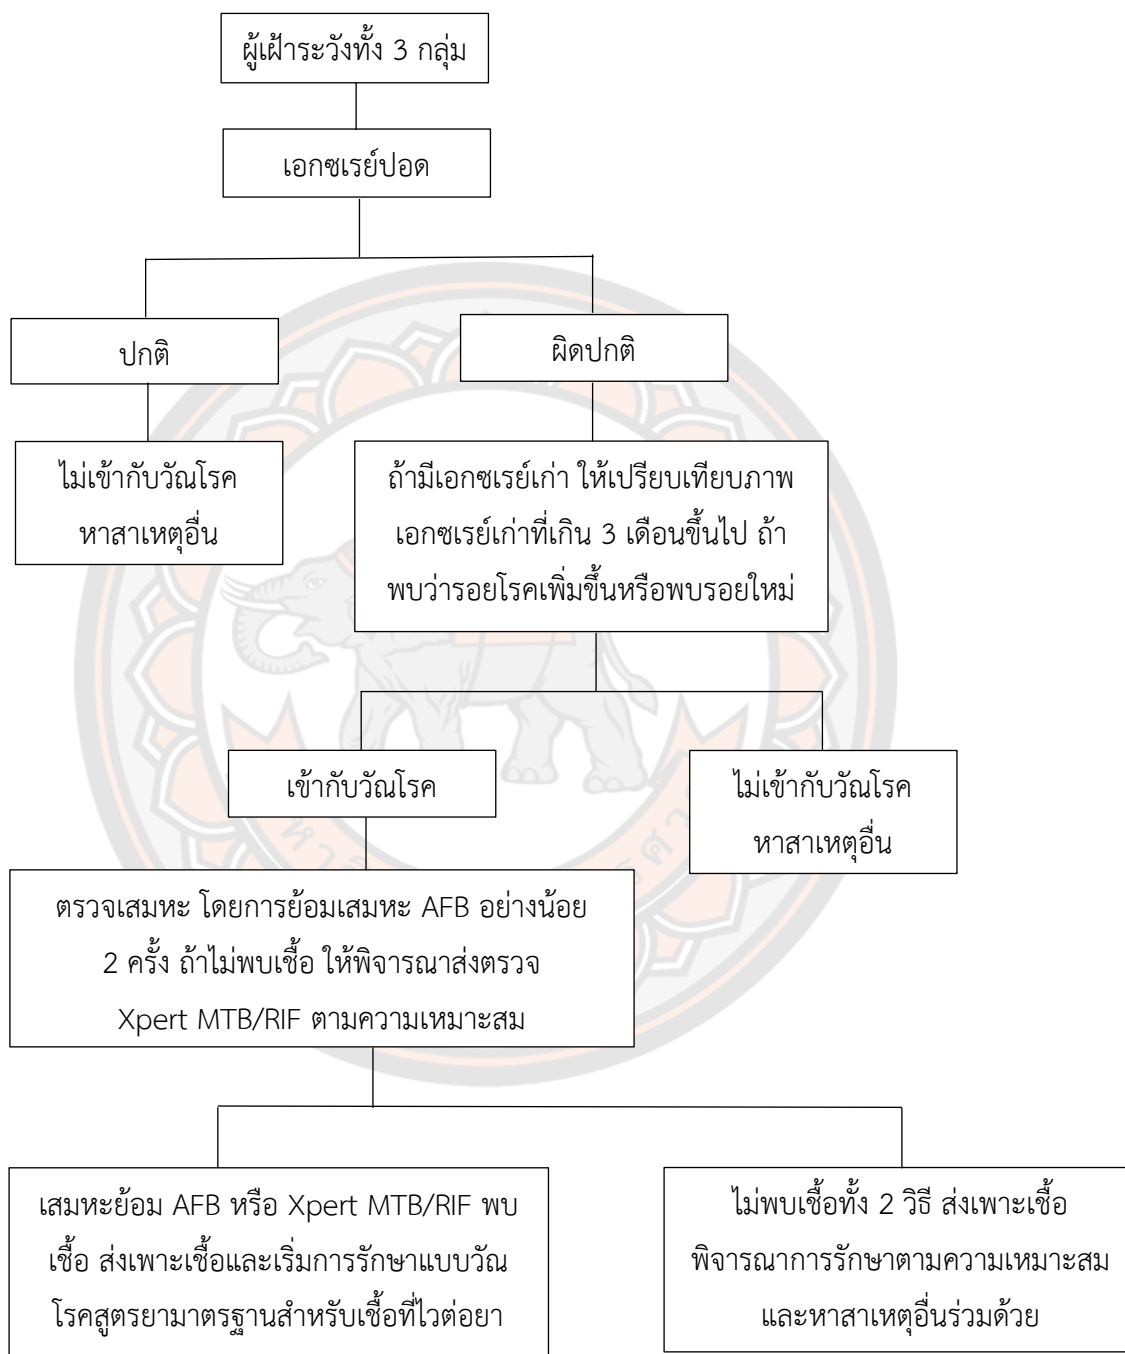 ผู้เฝ้าระวังทั้ง 3 กลุ่ม
เอกซเรย์ปอด
ปกติ
ผิดปกติ
ไม่เข้ากับวัณโรค
หาสาเหตุอื่น
ถ้ามีเอกซเรย์เก่า ให้เปรียบเทียบภาพ
เอกซเรย์เก่าที่เกิน 3 เดือนขึ้นไป ถ้า
พบว่ารอยโรคเพิ่มขึ้นหรือพบรอยใหม่
เข้ากับวัณโรค
ไม่เข้ากับวัณโรค
หาสาเหตุอื่น
ตรวจเสมหะ โดยการย้อมเสมหะ AFB อย่างน้อย
2 ครั้ง ถ้าไม่พบเชื้อ ให้พิจารณาส่งตรวจ
Xpert MTB/RIF ตามความเหมาะสม
เสมหะย้อม AFB หรือ Xpert MTB/RIF พบ
เชื้อ ส่งเพาะเชื้อและเริ่มการรักษาแบบวัณ
โรคสูตรยามาตรฐานสำหรับเชื้อที่ไวต่อยา
ไม่พบเชื้อทั้ง 2 วิธี ส่งเพาะเชื้อ
พิจารณาการรักษาตามความเหมาะสม
และหาสาเหตุอื่นร่วมด้วย